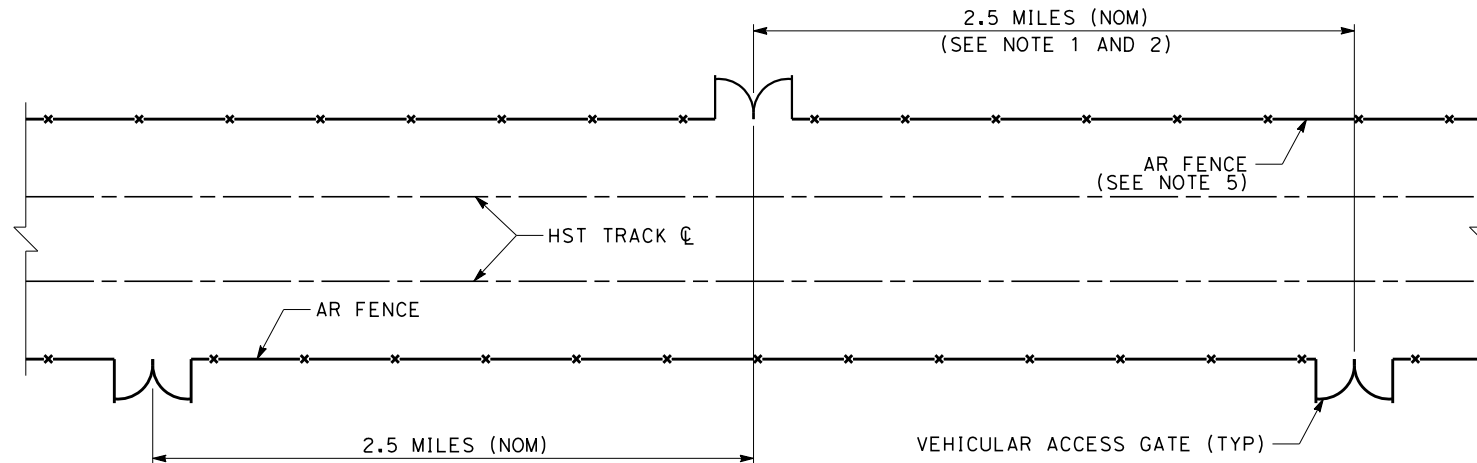 2.5 MILES (NOM)
(SEE NOTE 1 AND 2)
AR FENCE
(SEE NOTE 5)
HST TRACK ℄
AR FENCE
2.5 MILES (NOM)
VEHICULAR ACCESS GATE (TYP)